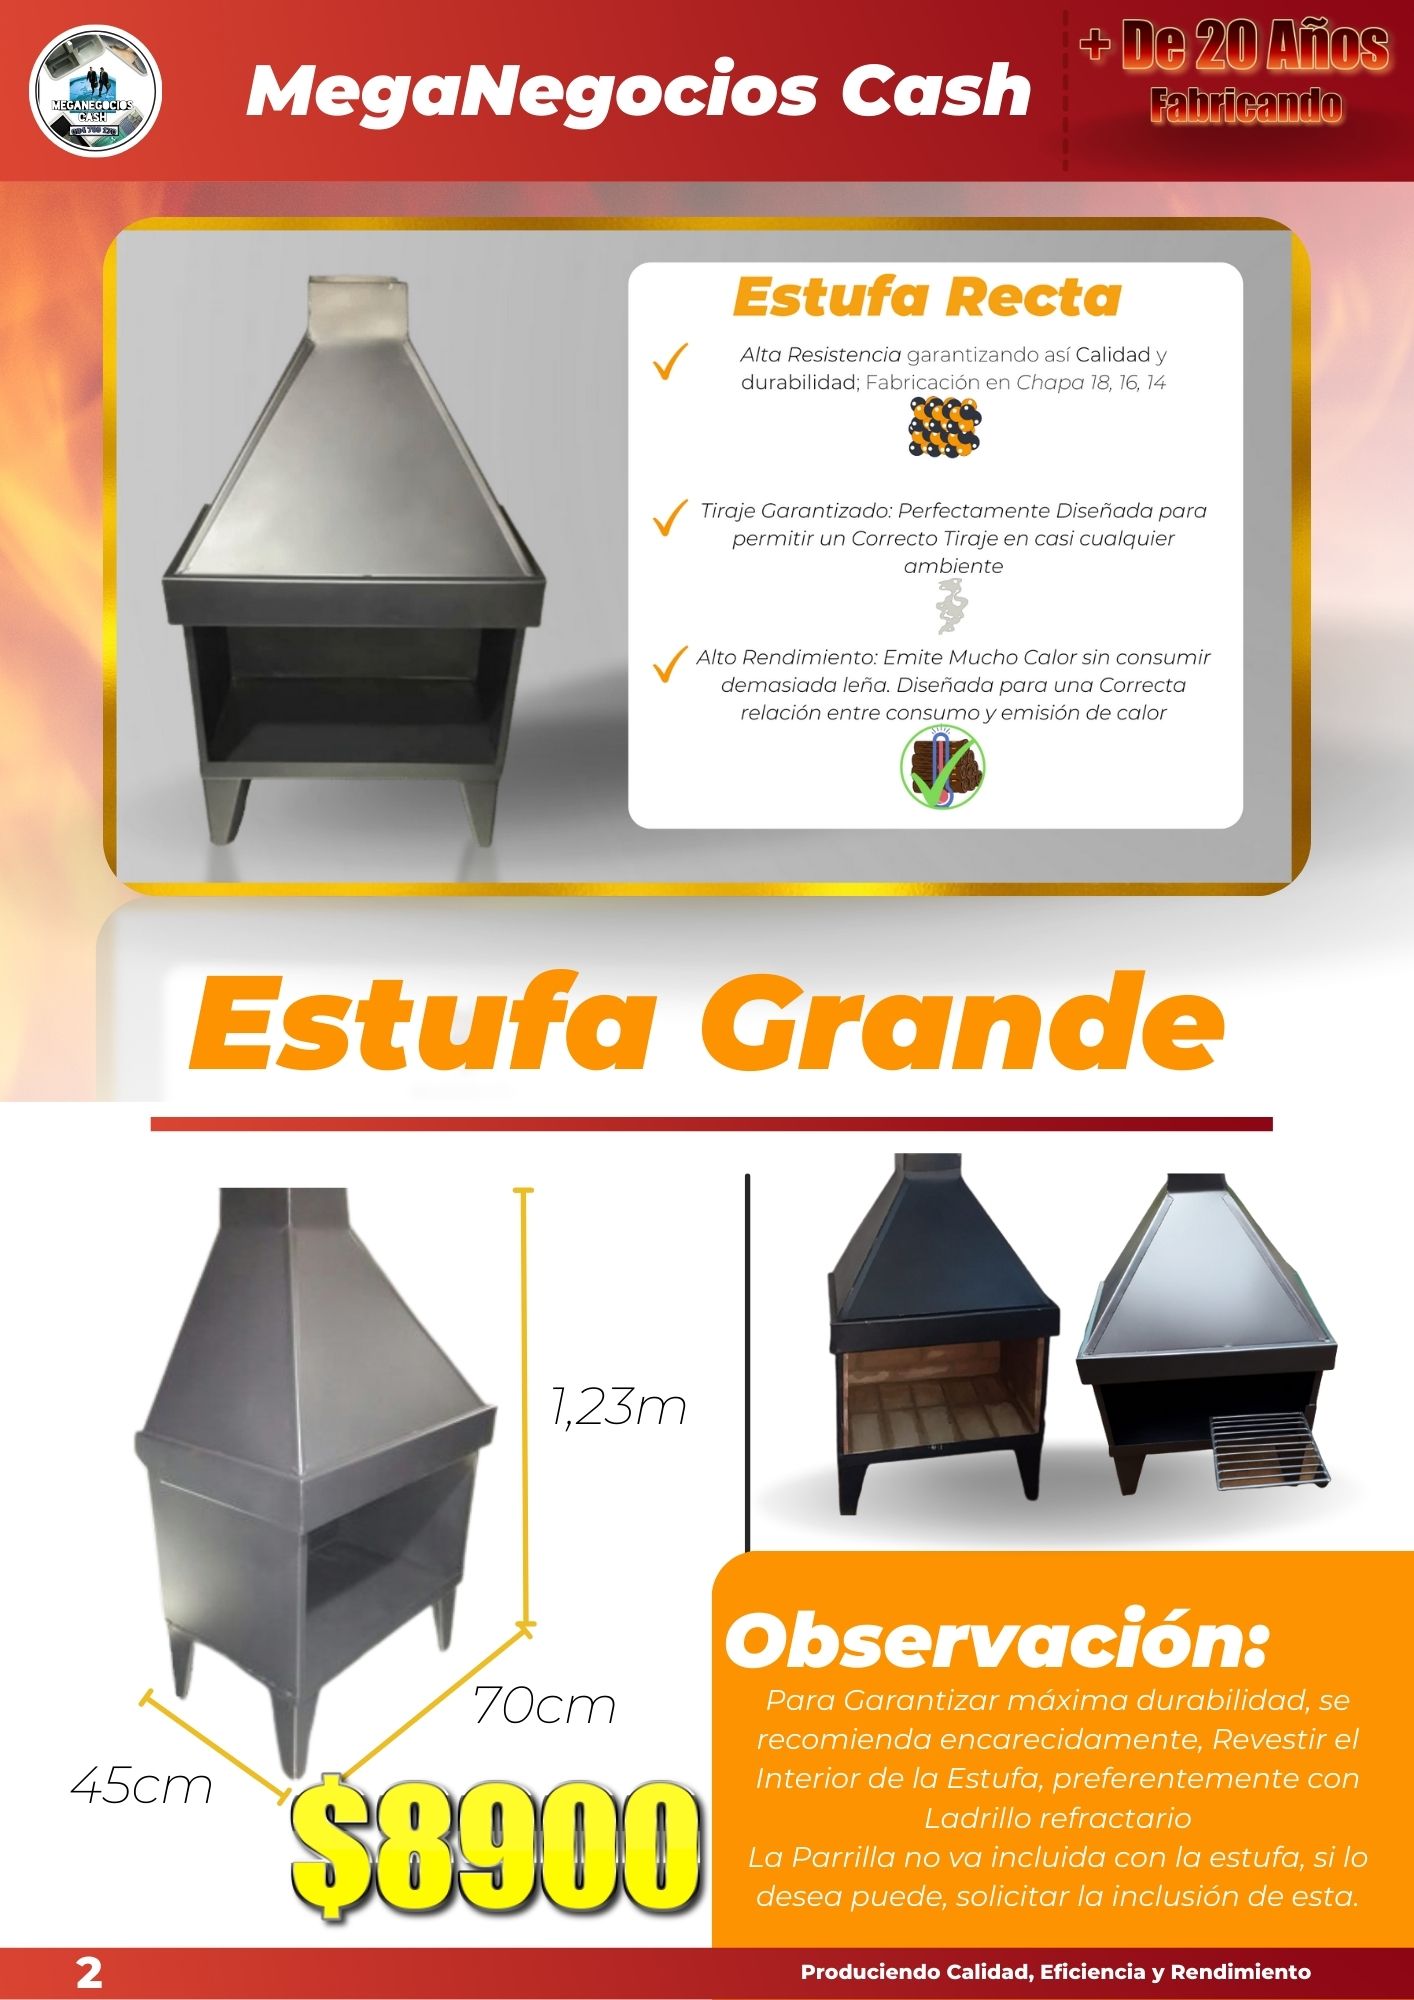 MEGANEGOCIOS
CASH
MegaNegocios Cash
+ De 20 Años
Fabricando
Estufa Recta
Alta Resistencia garantizando así Calidad y
durabilidad; Fabricación en Chapa 18, 16, 14
Tiraje Garantizado: Perfectamente Diseñada para
permitir un Correcto Tiraje en casi cualquier
ambiente
Alto Rendimiento: Emite Mucho Calor sin consumir
demasiada leña. Diseñada para una Correcta
relación entre consumo y emisión de calor
Estufa Grande
1,23m
70cm
45cm
$8900
Observación:
Para Garantizar máxima durabilidad, se
recomienda encarecidamente, Revestir el
Interior de la Estufa, preferentemente con
Ladrillo refractario
La Parrilla no va incluida con la estufa, si lo
desea puede, solicitar la inclusión de esta.
2
Produciendo Calidad, Eficiencia y Rendimiento